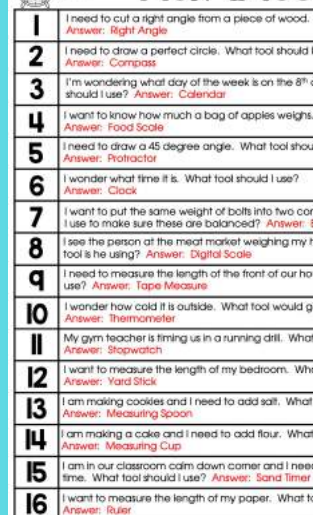 1
I need to cut a right angle from a piece of wood.
Answer: Right Angle
2
I need to draw a perfect circle. What tool should I
Answer: Compass
3
I'm wondering what day of the week is on the 8th
should I use? Answer: Calendar
4
I want to know how much a bag of apples weighs.
Answer: Food Scale
5
I need to draw a 45 degree angle. What tool shou
Answer: Protractor
6
I wonder what time it is. What tool should I use?
Answer: Clock
7
I want to put the same weight of bolts into two con
I use to make sure these are balanced? Answer:
8
I see the person at the meat market weighing my h
tool is he using? Answer: Digital Scale
9
I need to measure the length of the front of our ho
use? Answer: Tape Measure
10
I wonder how cold it is outside. What tool would g
Answer: Thermometer
11
My gym teacher is timing us in a running drill. What
Answer: Stopwatch
12
I want to measure the length of my bedroom. Wh
Answer: Yard Stick
13
I am making cookies and I need to add salt. What
Answer: Measuring Spoon
14
I am making a cake and I need to add flour. What
Answer: Measuring Cup
15
I am in our classroom calm down corner and I nee
time. What tool should I use? Answer: Sand Timer
16
I want to measure the length of my paper. What to
Answer: Ruler